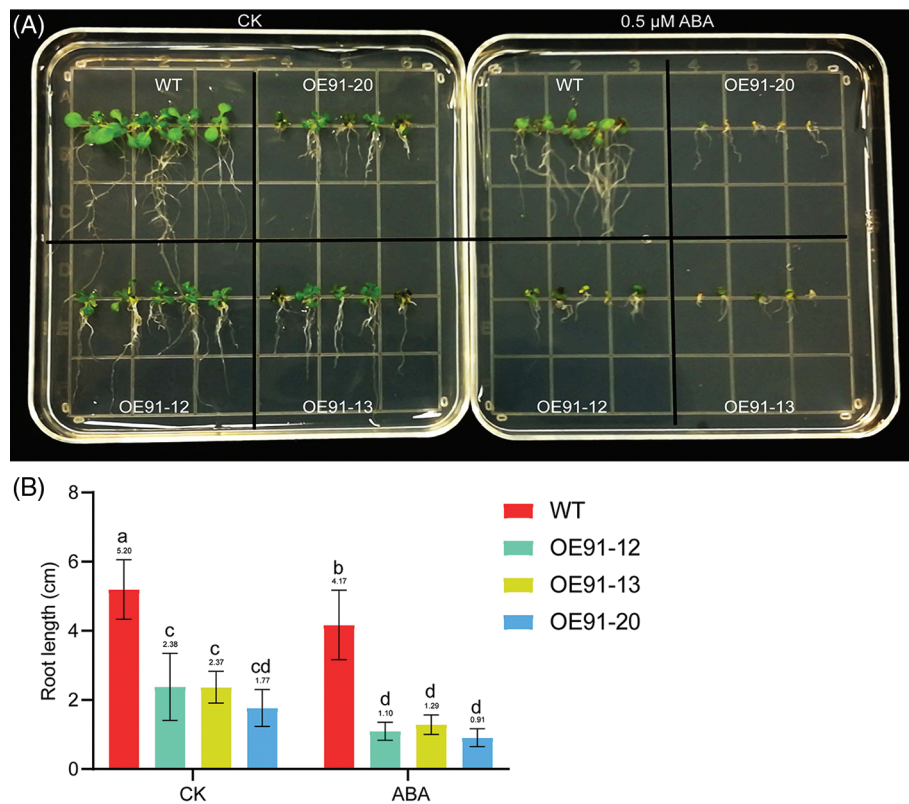 (A)
CK
0.5 µM ABA
WT
OE91-20
WT
OE91-20
OE91-12
OE91-13
OE91-12
OE91-13
(B)
Root length (cm)
8
6
4
2
0
a
5.20
c
2.38
c
2.37
cd
1.77
b
4.17
d
1.10
d
1.29
d
0.91
CK
ABA
WT
OE91-12
OE91-13
OE91-20